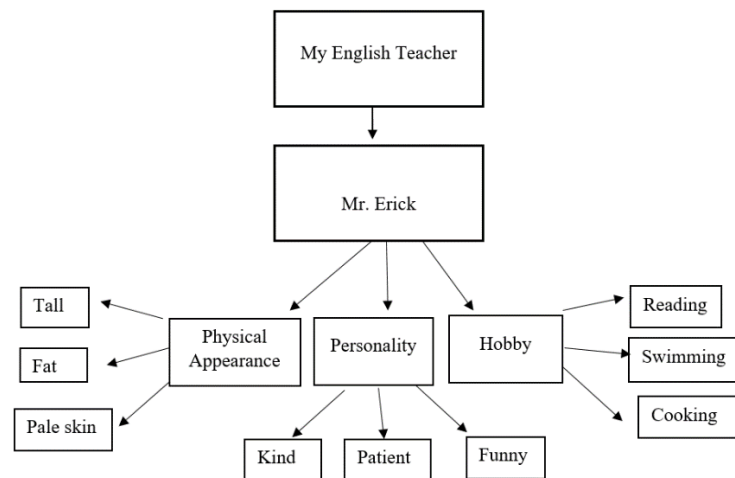 My English Teacher
Mr. Erick
Tall
Fat
Pale skin
Physical
Appearance
Personality
Hobby
Reading
Swimming
Cooking
Kind
Patient
Funny